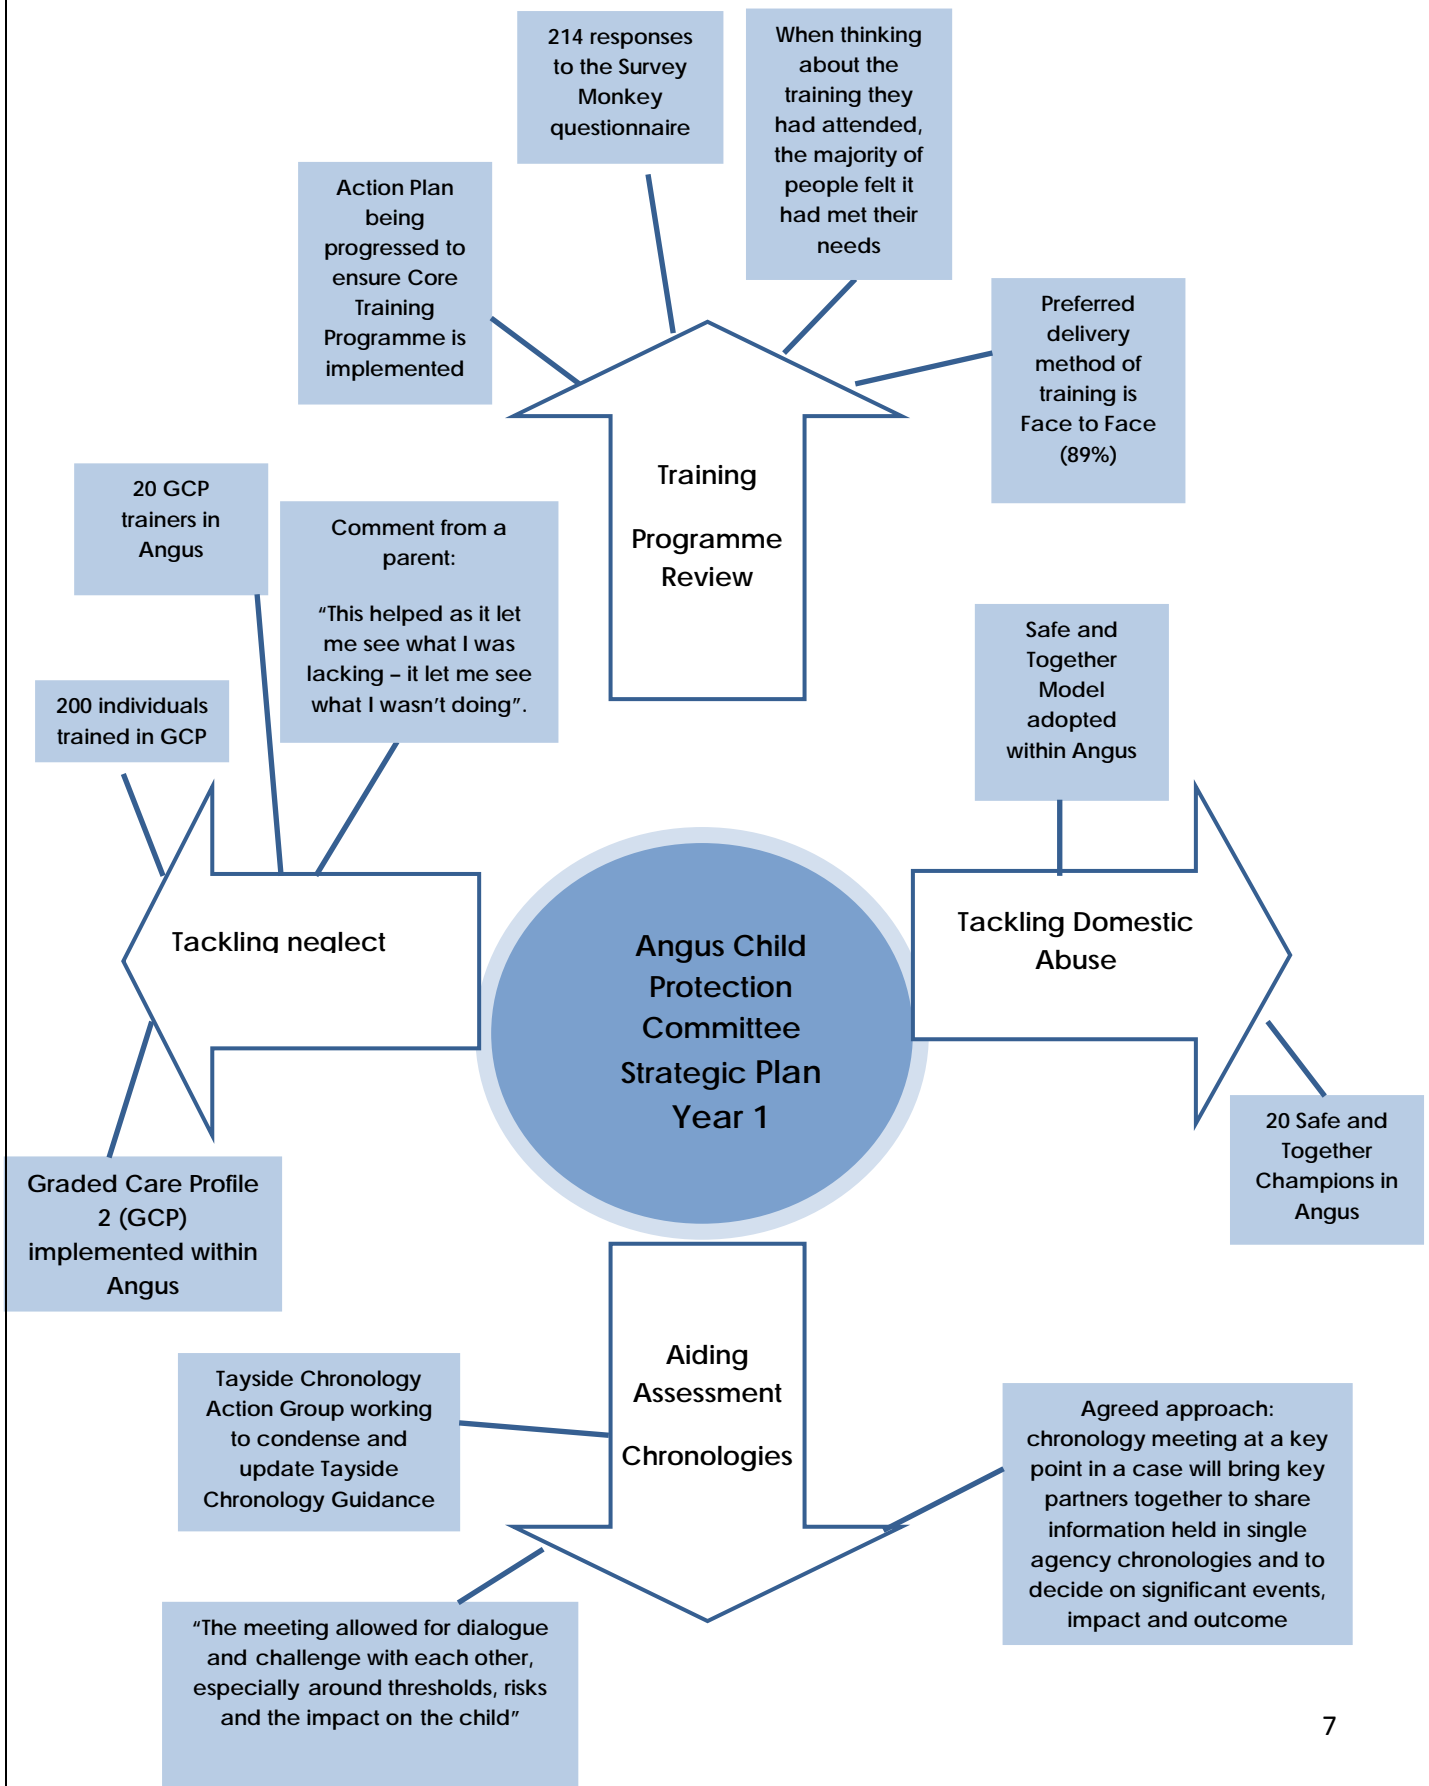 214 responses
to the Survey
Monkey
questionnaire
When thinking
about the
training they
had attended,
the majority of
people felt it
had met their
needs
Action Plan
being
progressed to
ensure Core
Training
Programme is
implemented
Preferred
delivery
method of
training is
Face to Face
(89%)
Training
Programme
Review
20 GCP
trainers in
Angus
Comment from a
parent:
“This helped as it let
me see what I was
lacking – it let me see
what I wasn’t doing”.
200 individuals
trained in GCP
Safe and
Together
Model
adopted
within Angus
Tackling neglect
Angus Child
Protection
Committee
Strategic Plan
Year 1
Tackling Domestic
Abuse
20 Safe and
Together
Champions in
Angus
Graded Care Profile
2 (GCP)
implemented within
Angus
Aiding
Assessment
Chronologies
Tayside Chronology
Action Group working
to condense and
update Tayside
Chronology Guidance
Agreed approach:
chronology meeting at a key
point in a case will bring key
partners together to share
information held in single
agency chronologies and to
decide on significant events,
impact and outcome
“The meeting allowed for dialogue
and challenge with each other,
especially around thresholds, risks
and the impact on the child”
7